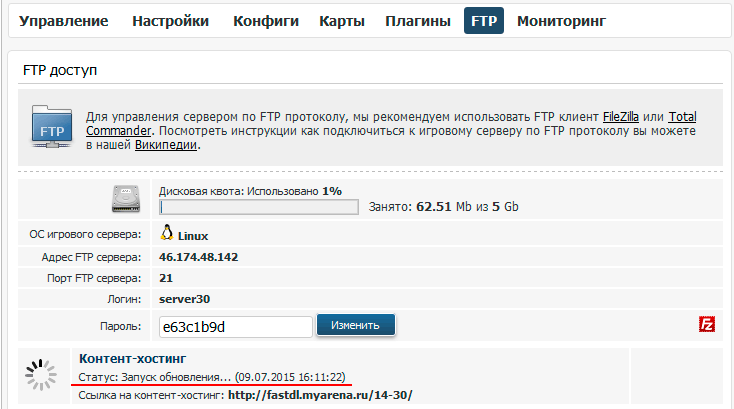 Управление Настройки Конфиги Карты Плагины FTP Мониторинг
FTP доступ
FTP
Для управления сервером по FTP протоколу, мы рекомендуем использовать FTP клиент FileZilla или Total
Commander. Посмотреть инструкции как подключиться к игровому серверу по FTP протоколу вы можете
в нашей Википедии.
Дисковая квота: Использовано 1%
Занято: 62.51 Mb из 5 Gb
ОС игрового сервера: Linux
Адрес FTP сервера: 46.174.48.142
Порт FTP сервера: 21
Логин: server30
Пароль: e63c1b9d Изменить
Fz
Контент-хостинг
Статус: Запуск обновления... (09.07.2015 16:11:22)
Ссылка на контент-хостинг: http://fastdl.myarena.ru/14-30/